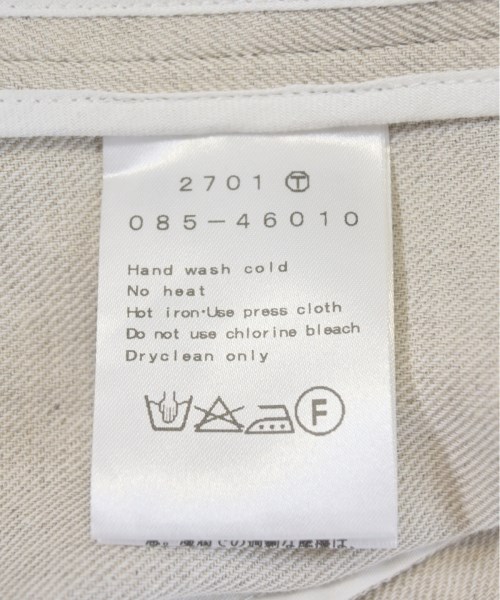 2701 Ⓣ
085-46010
Hand wash cold
No heat
Hot iron・Use press cloth
Do not use chlorine bleach
Dryclean only
F